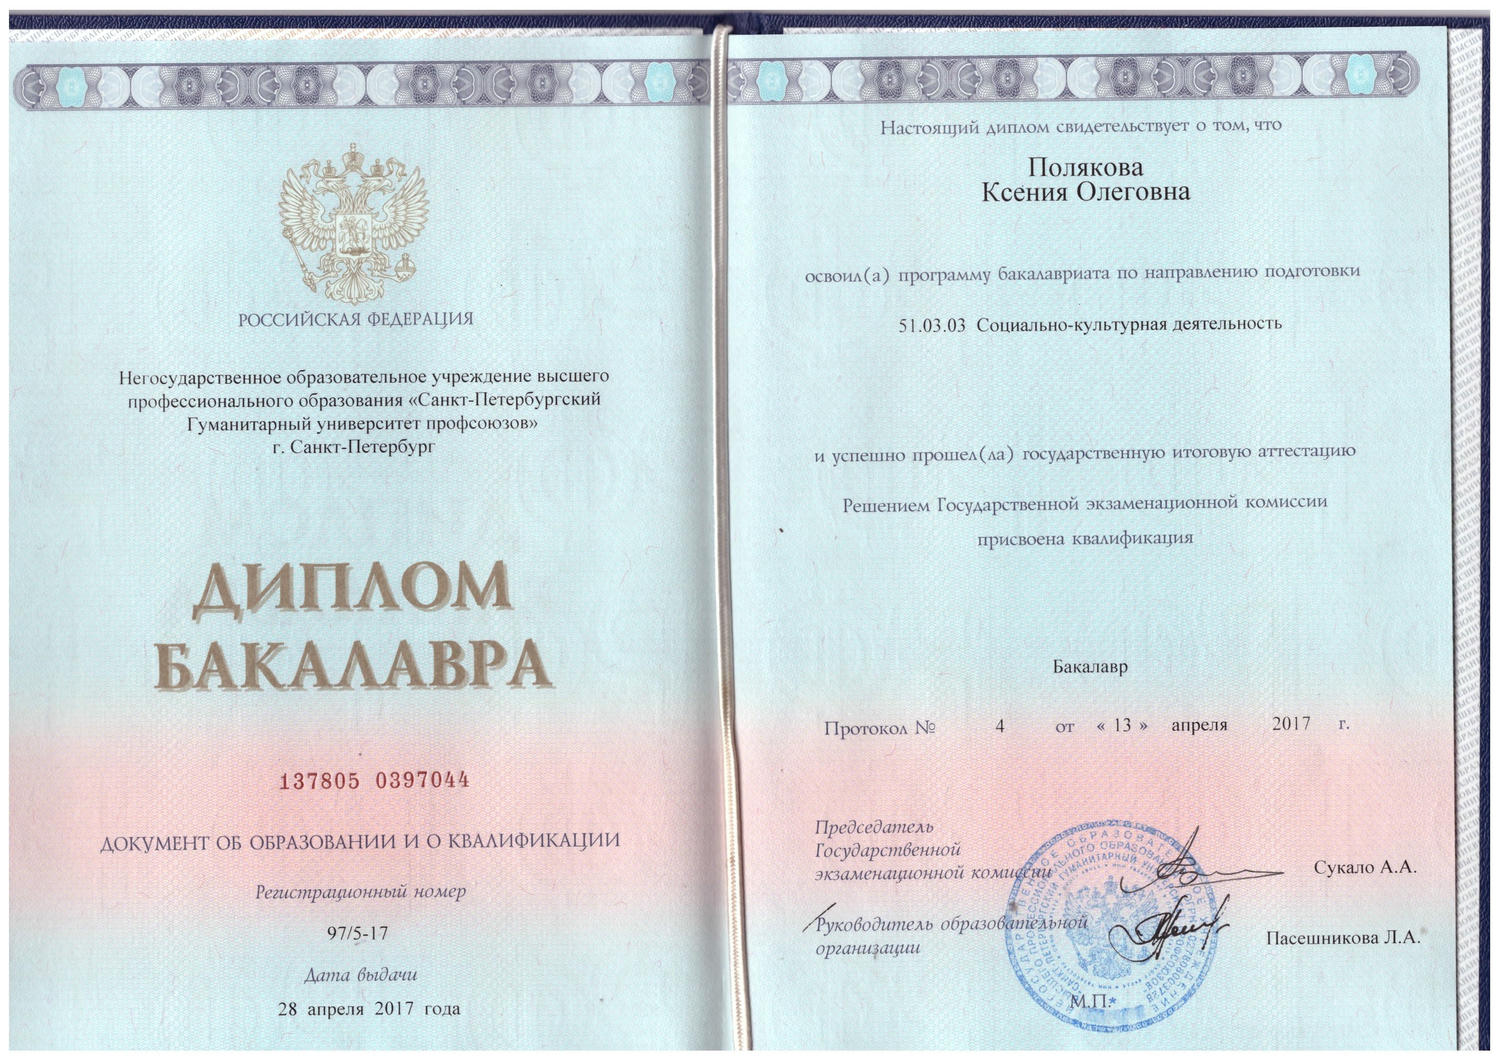 РОССИЙСКАЯ ФЕДЕРАЦИЯ
Негосударственное образовательное учреждение высшего
профессионального образования «Санкт-Петербургский
Гуманитарный университет профсоюзов»
г. Санкт-Петербург
ДИПЛОМ
БАКАЛАВРА
137805 0397044
ДОКУМЕНТ ОБ ОБРАЗОВАНИИ И О КВАЛИФИКАЦИИ
Регистрационный номер
97/5-17
Дата выдачи
28 апреля 2017 года
Настоящий диплом свидетельствует о том, что
Полякова
Ксения Олеговна
освоил(а) программу бакалавриата по направлению подготовки
51.03.03 Социально-культурная деятельность
и успешно прошел(ла) государственную итоговую аттестацию
Решением Государственной экзаменационной комиссии
присвоена квалификация
Бакалавр
Протокол № 4 от « 13 » апреля 2017 г.
Председатель
Государственной
экзаменационной комиссии Сукало А.А.
Руководитель образовательной
организации Пасешникова Л.А.
М.П.